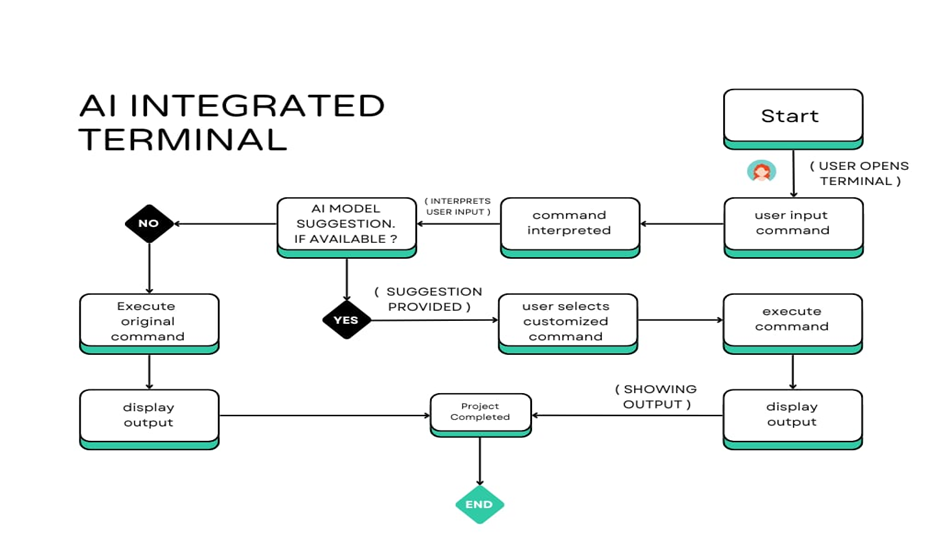 AI INTEGRATED
TERMINAL
Start
( USER OPENS
TERMINAL )
user input
command
command
interpreted
( INTERPRETS
USER INPUT )
AI MODEL
SUGGESTION.
IF AVAILABLE ?
NO
Execute
original
command
display
output
YES
( SUGGESTION
PROVIDED )
user selects
customized
command
execute
command
display
output
( SHOWING
OUTPUT )
Project
Completed
END